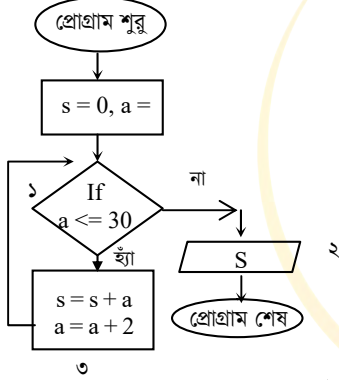 প্রোগ্রাম শুরু
s = 0, a =
১
If
a <= 30
না
হ্যাঁ
S
২
s = s + a
a = a + 2
প্রোগ্রাম শেষ
৩